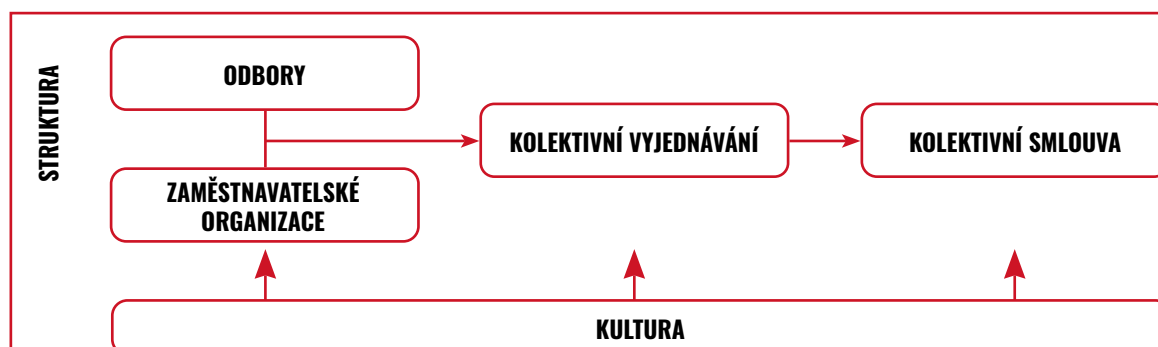 STRUKTURA
ODBORY
ZAMĚSTNAVATELSKÉ
ORGANIZACE
KOLEKTIVNÍ VYJEDNÁVÁNÍ
KOLEKTIVNÍ SMLOUVA
KULTURA